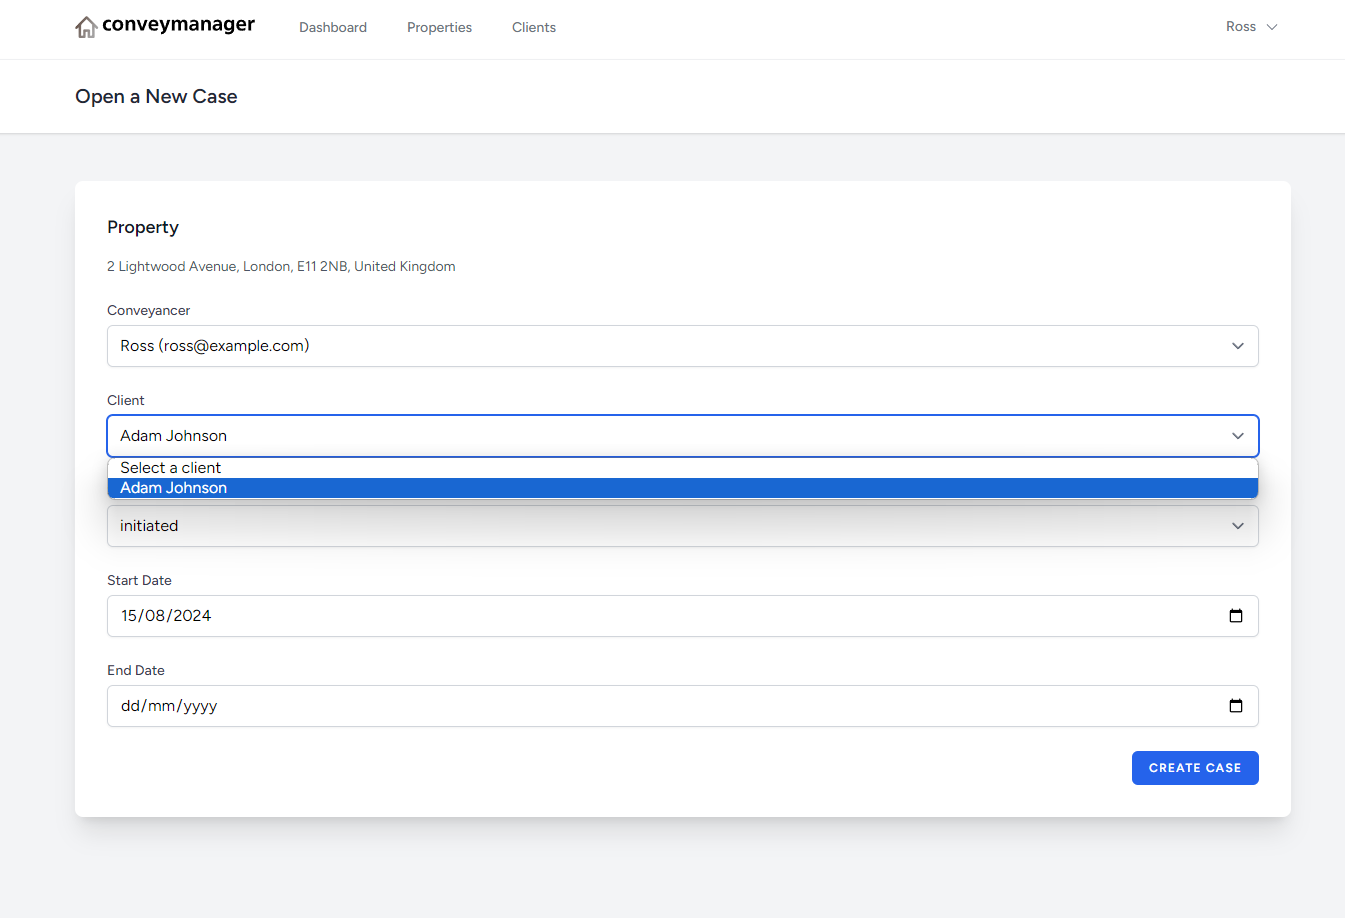 conveymanager
Dashboard Properties Clients
Ross
Open a New Case
Property
2 Lightwood Avenue, London, E11 2NB, United Kingdom
Conveyancer
Ross (ross@example.com)
Client
Adam Johnson
Select a client
Adam Johnson
initiated
Start Date
15/08/2024
End Date
dd/mm/yyyy
CREATE CASE